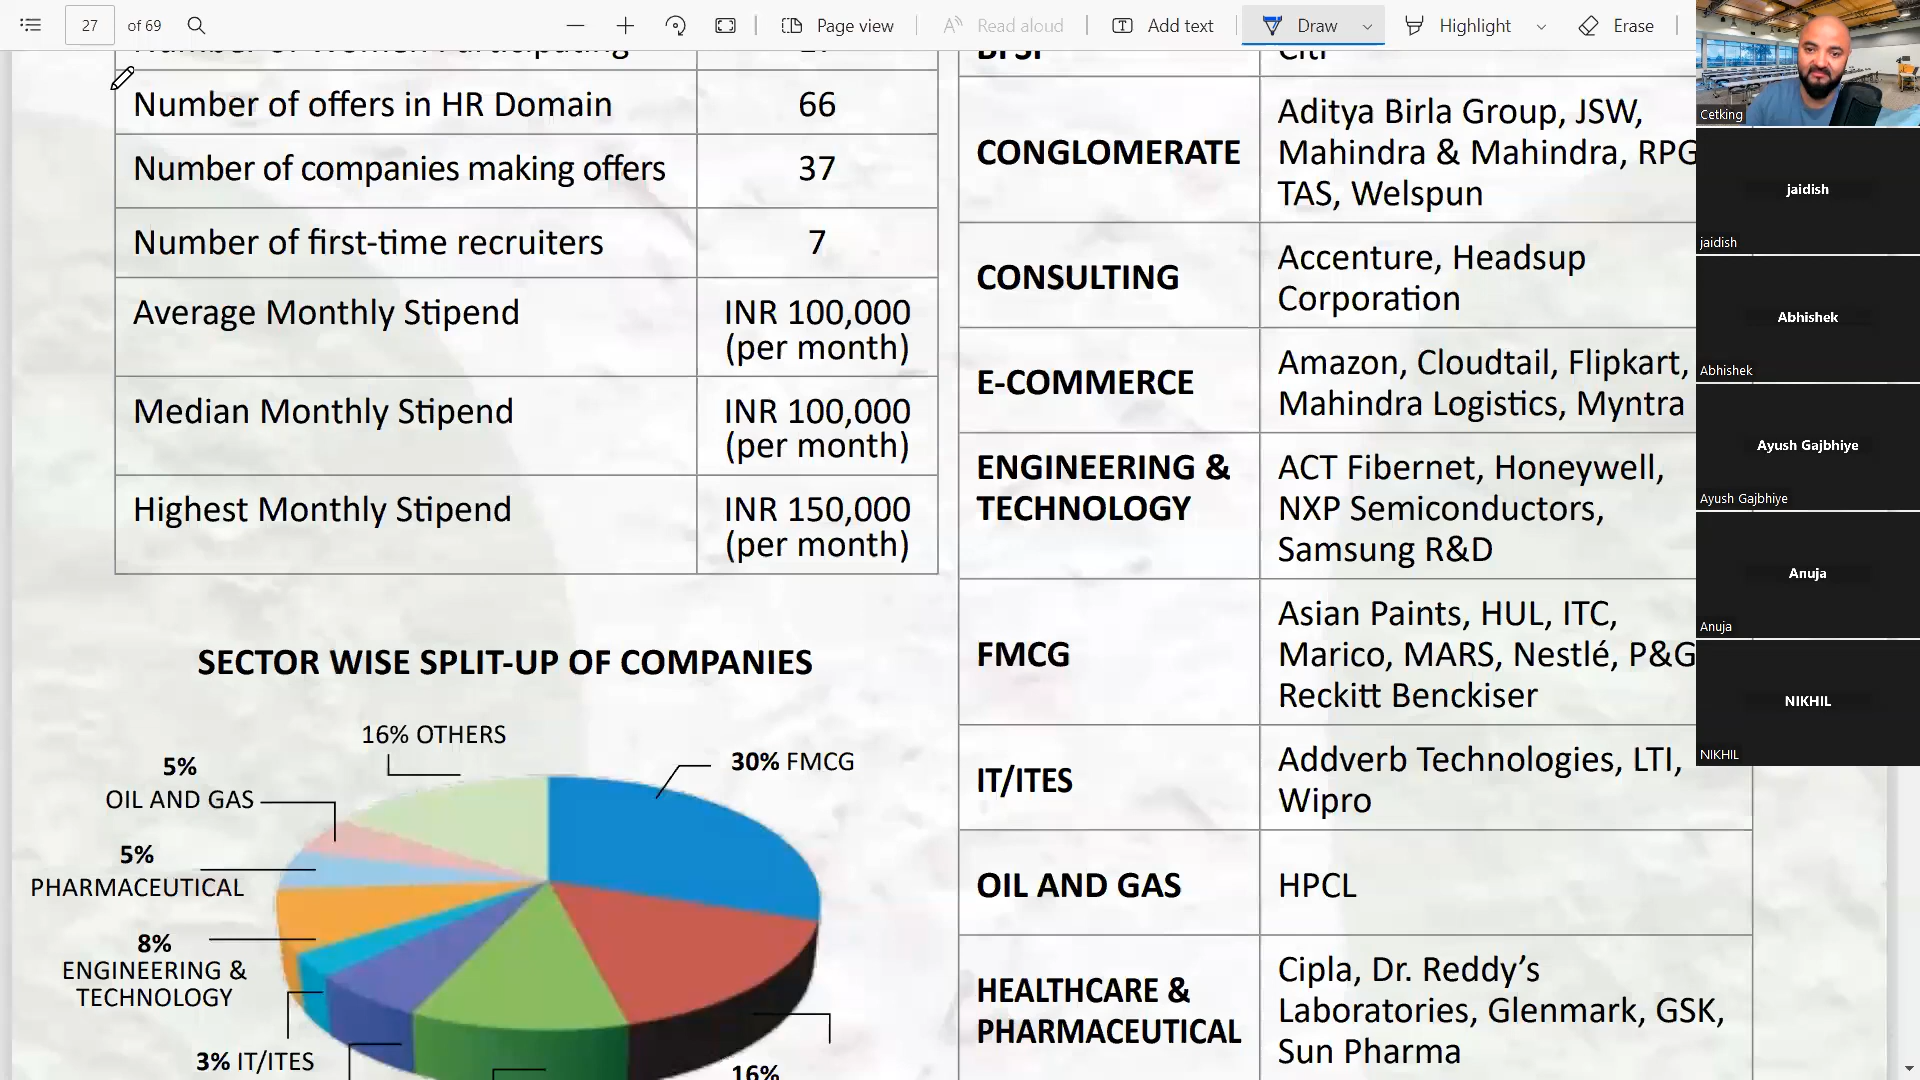 27
of 69
Page view
Read aloud
Add text
Draw
Highlight
Erase
Number of Women Participating
Number of offers in HR Domain 66
Number of companies making offers 37
Number of first-time recruiters 7
Average Monthly Stipend INR 100,000
(per month)
Median Monthly Stipend INR 100,000
(per month)
Highest Monthly Stipend INR 150,000
(per month)
SECTOR WISE SPLIT-UP OF COMPANIES
16% OTHERS
30% FMCG
5%
OIL AND GAS
5%
PHARMACEUTICAL
8%
ENGINEERING &
TECHNOLOGY
3% IT/ITES
16%
BFSI Citi
CONGLOMERATE
Aditya Birla Group, JSW,
Mahindra & Mahindra, RPG
TAS, Welspun
CONSULTING
Accenture, Headsup
Corporation
E-COMMERCE
Amazon, Cloudtail, Flipkart,
Mahindra Logistics, Myntra
ENGINEERING &
TECHNOLOGY
ACT Fibernet, Honeywell,
NXP Semiconductors,
Samsung R&D
FMCG
Asian Paints, HUL, ITC,
Marico, MARS, Nestlé, P&G
Reckitt Benckiser
IT/ITES
Addverb Technologies, LTI,
Wipro
OIL AND GAS
HPCL
HEALTHCARE &
PHARMACEUTICAL
Cipla, Dr. Reddy’s
Laboratories, Glenmark, GSK,
Sun Pharma
Cetking
jaidish
jaidish
Abhishek
Abhishek
Ayush Gajbhiye
Ayush Gajbhiye
Anuja
Anuja
NIKHIL
NIKHIL